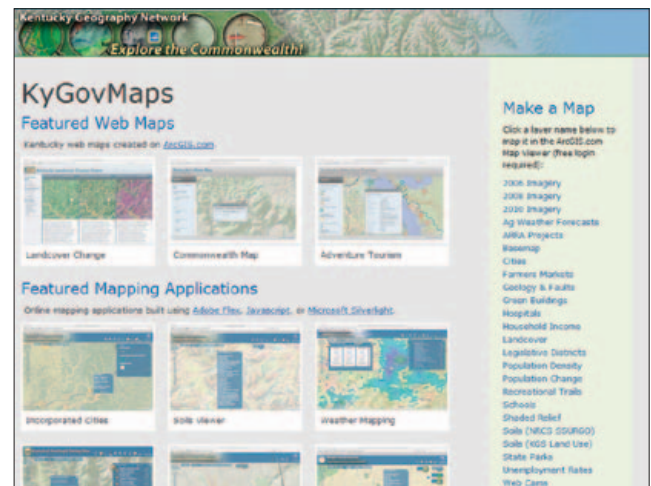 Kentucky Geography Network
Explore the Commonwealth!
KyGovMaps
Featured Web Maps
Kentucky web maps created on ArcGIS.com
Landcover Change
Commonwealth Map
Adventure Tourism
Featured Mapping Applications
Online mapping applications built using Adobe Flex, Javascript, or Microsoft Silverlight.
Incorporated Cities
Soils Viewer
Weather Mapping
Make a Map
Click a layer name below to
map it in the ArcGIS.com
Map Viewer (free login
required):
2006 Imagery
2008 Imagery
2010 Imagery
Ag Weather Forecasts
ARRA Projects
Basemap
Cities
Farmers Markets
Geology & Faults
Green Buildings
Hospitals
Household Income
Landcover
Legislative Districts
Population Density
Population Change
Recreational Trails
Schools
Shaded Relief
Soils (NRCS SSURGO)
Soils (KGS Land Use)
State Parks
Unemployment Rates
Web Cams